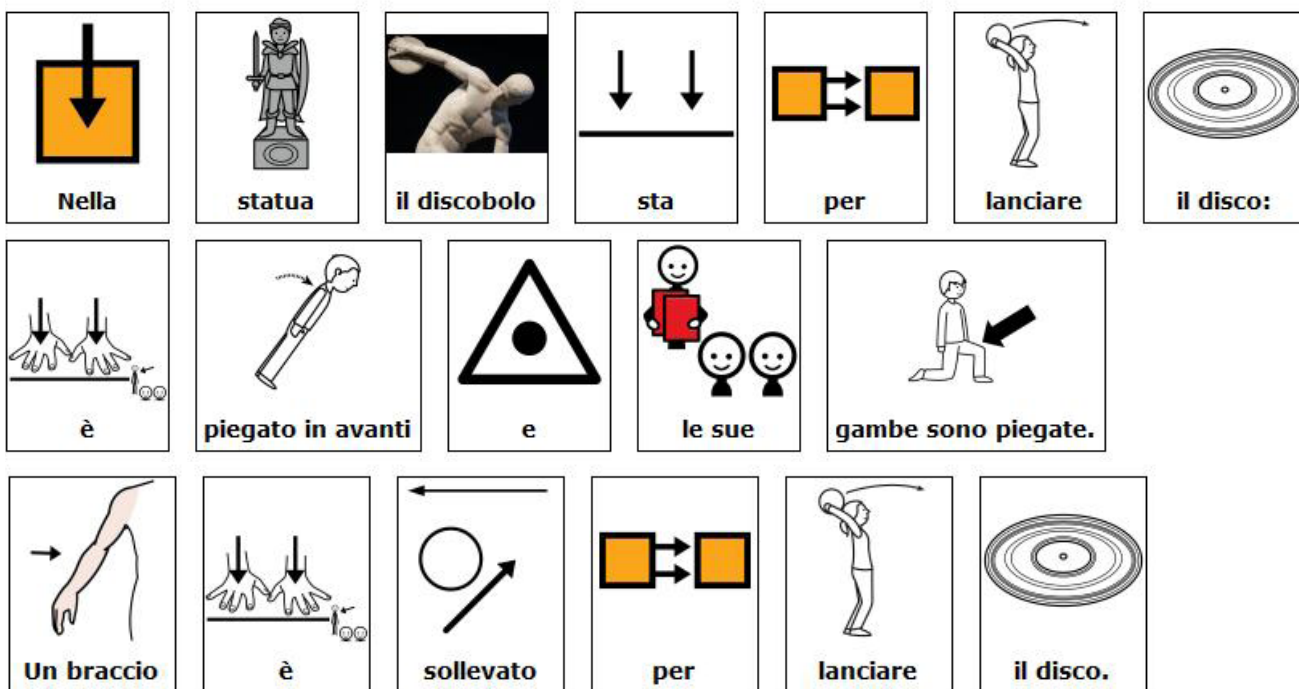 Nella statua il discobolo sta per lanciare il disco:
è piegato in avanti e le sue gambe sono piegate.
Un braccio è sollevato per lanciare il disco.